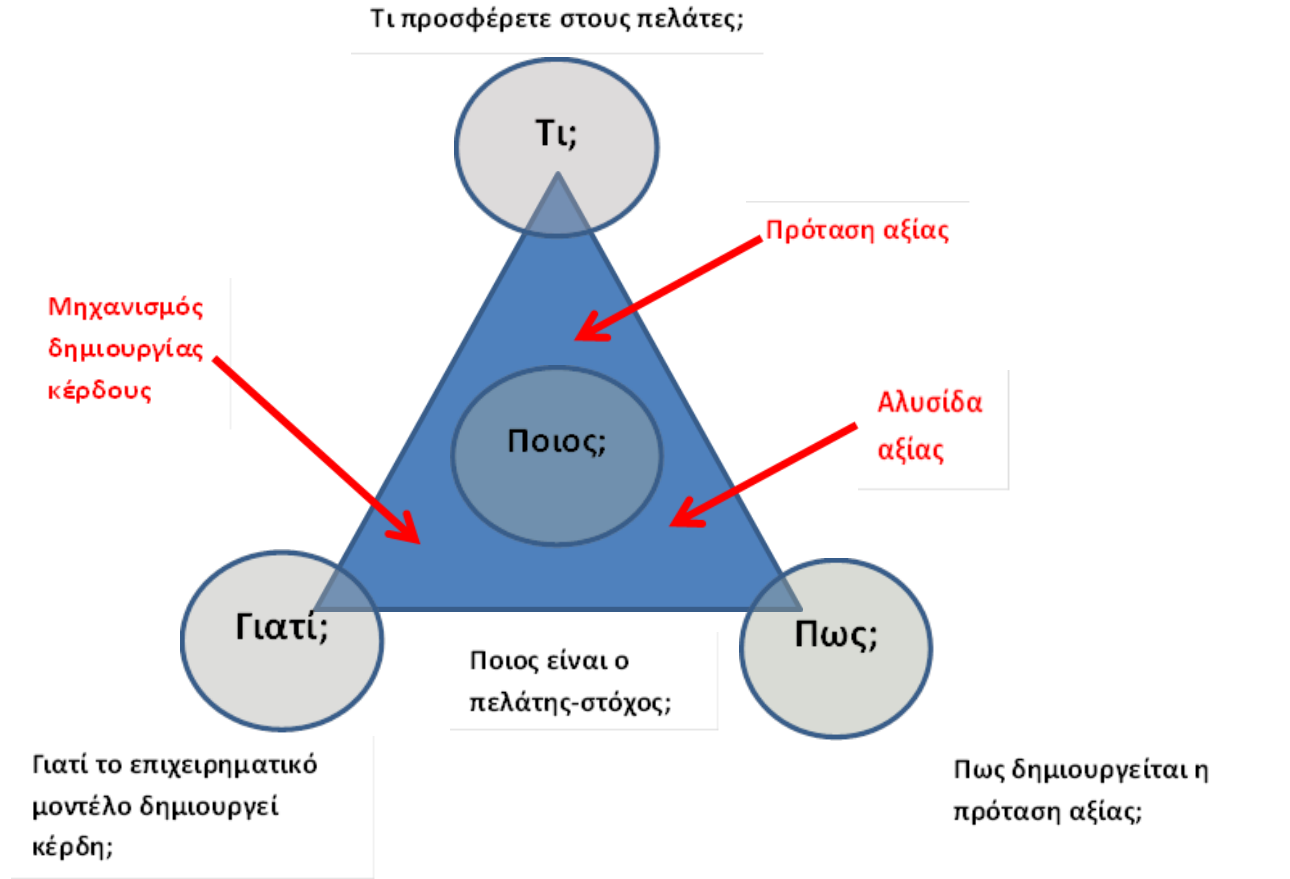 Τι προσφέρετε στους πελάτες;
Τι;
Πρόταση αξίας
Μηχανισμός
δημιουργίας
κέρδους
Αλυσίδα
αξίας
Ποιος;
Γιατί;
Πως;
Ποιος είναι ο
πελάτης-στόχος;
Γιατί το επιχειρηματικό
μοντέλο δημιουργεί
κέρδη;
Πως δημιουργείται η
πρόταση αξίας;